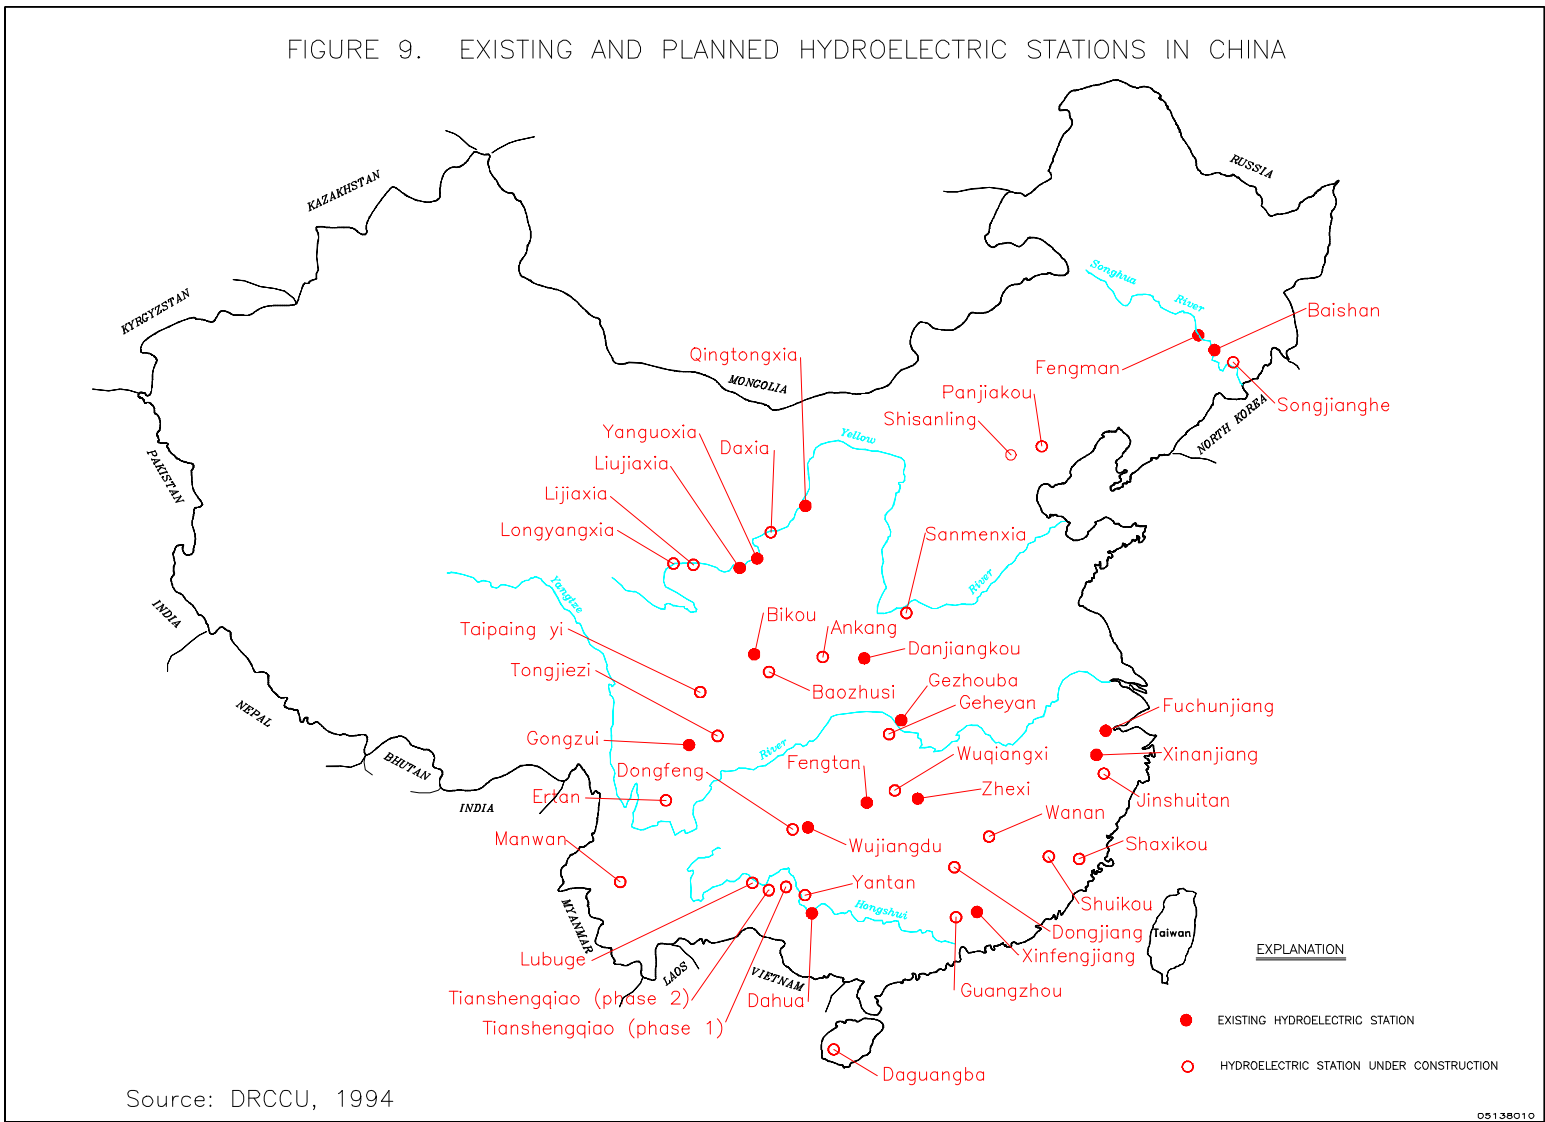 FIGURE 9. EXISTING AND PLANNED HYDROELECTRIC STATIONS IN CHINA
RUSSIA
KAZAKHSTAN
Songhua
River
KYRGYZSTAN
Baishan
Qingtongxia
Fengman
MONGOLIA
Panjiakou
Songjianghe
Shisanling
NORTH KOREA
Yanguoxia
Yellow
Daxia
Liujiaxia
PAKISTAN
Lijiaxia
Longyangxia
Sanmenxia
River
Yangtze
INDIA
Bikou
Ankang
Taipaing yi
Danjiangkou
Tongjiezi
Gezhouba
Baozhusi
Geheyan
Fuchunjiang
NEPAL
Gongzui
River
Wuqiangxi
Xinanjiang
Fengtan
BHUTAN
Dongfeng
Zhexi
Ertan
INDIA
Jinshuitan
Wanan
Manwan
Wujiangdu
Shaxikou
Yantan
Shuikou
Hongshui
MYANMAR
Dongjiang
Taiwan
EXPLANATION
Lubuge
Xinfengjiang
LAOS
VIETNAM
Guangzhou
Tianshengqiao (phase 2)
Dahua
Tianshengqiao (phase 1)
EXISTING HYDROELECTRIC STATION
HYDROELECTRIC STATION UNDER CONSTRUCTION
Daguangba
Source: DRCCU, 1994
05138010